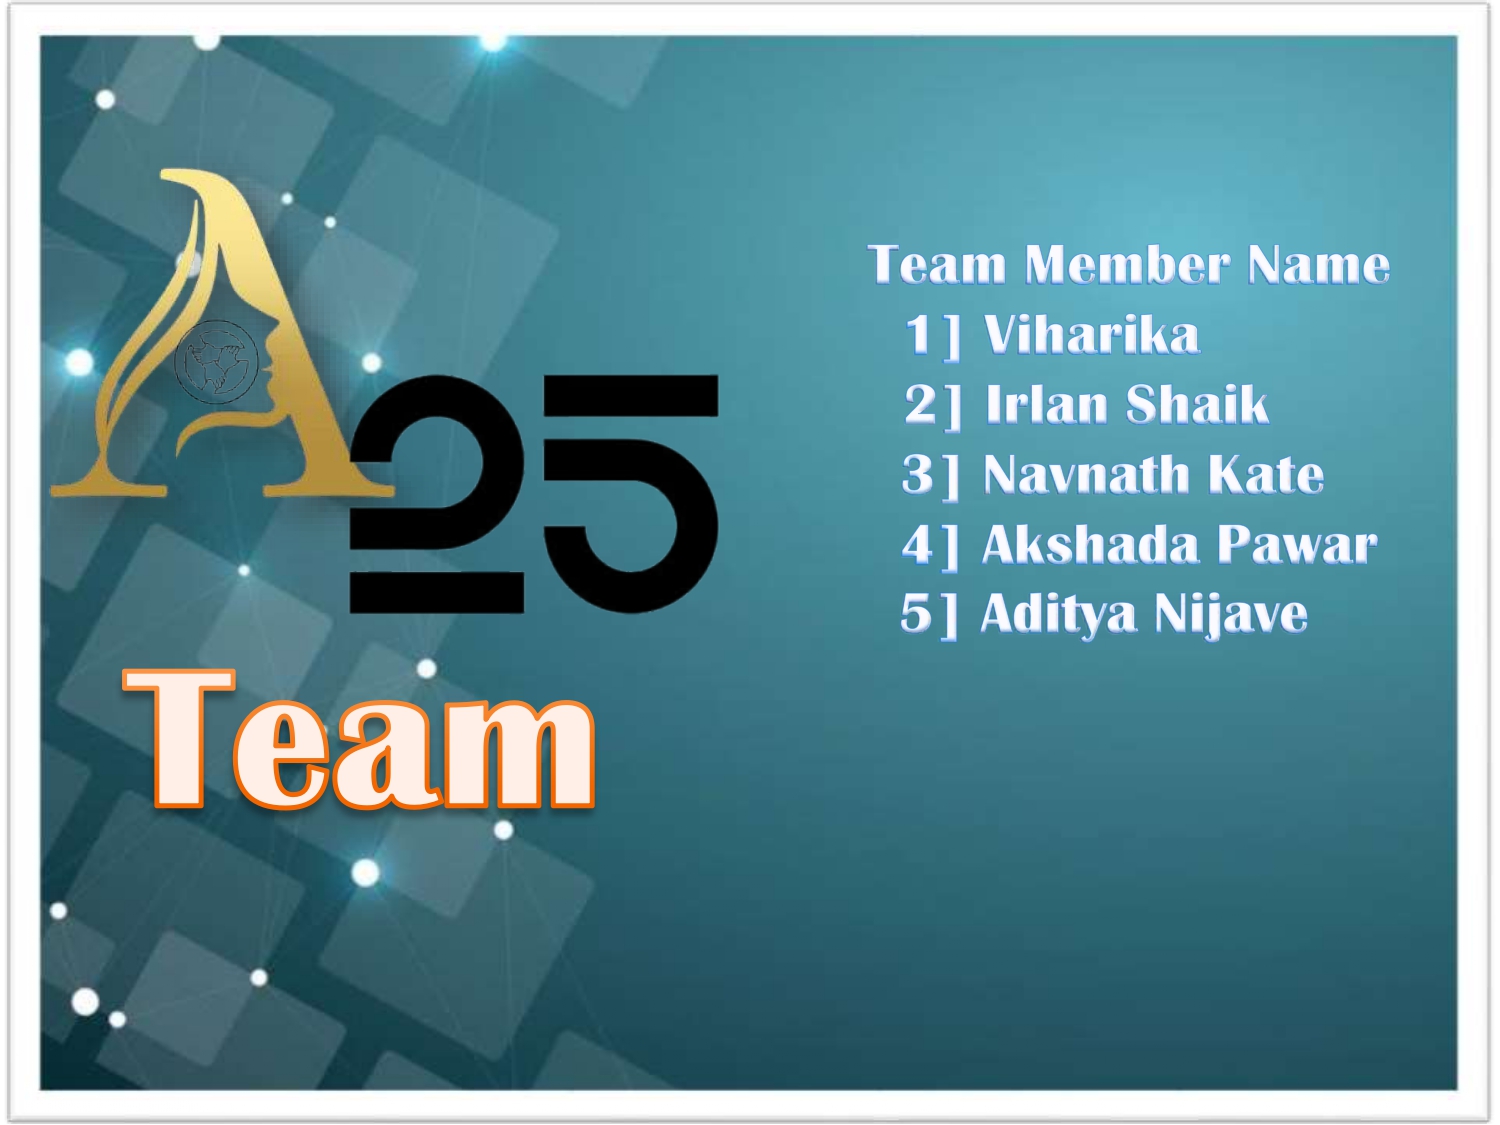 A25
Team
Team Member Name
1] Viharika
2] Irlan Shaik
3] Navnath Kate
4] Akshada Pawar
5] Aditya Nijave